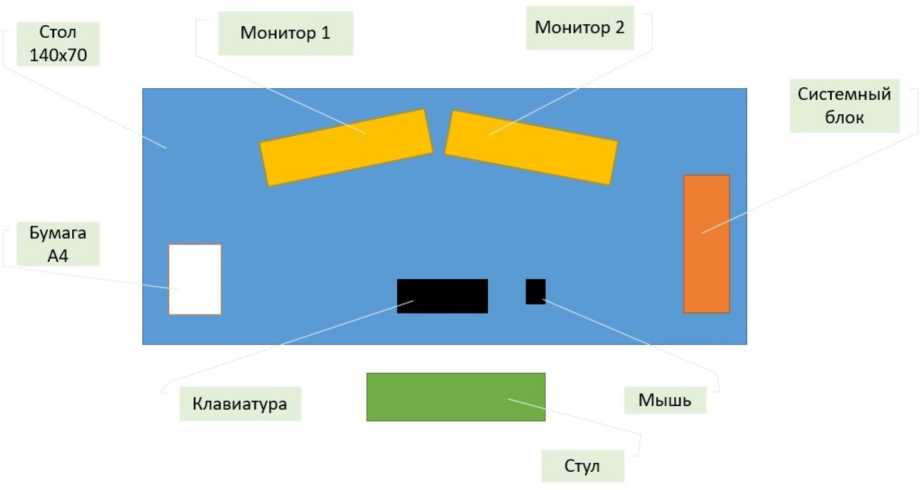 Стол
140х70
Монитор 1
Монитор 2
Системный
блок
Бумага
А4
Клавиатура
Мышь
Стул